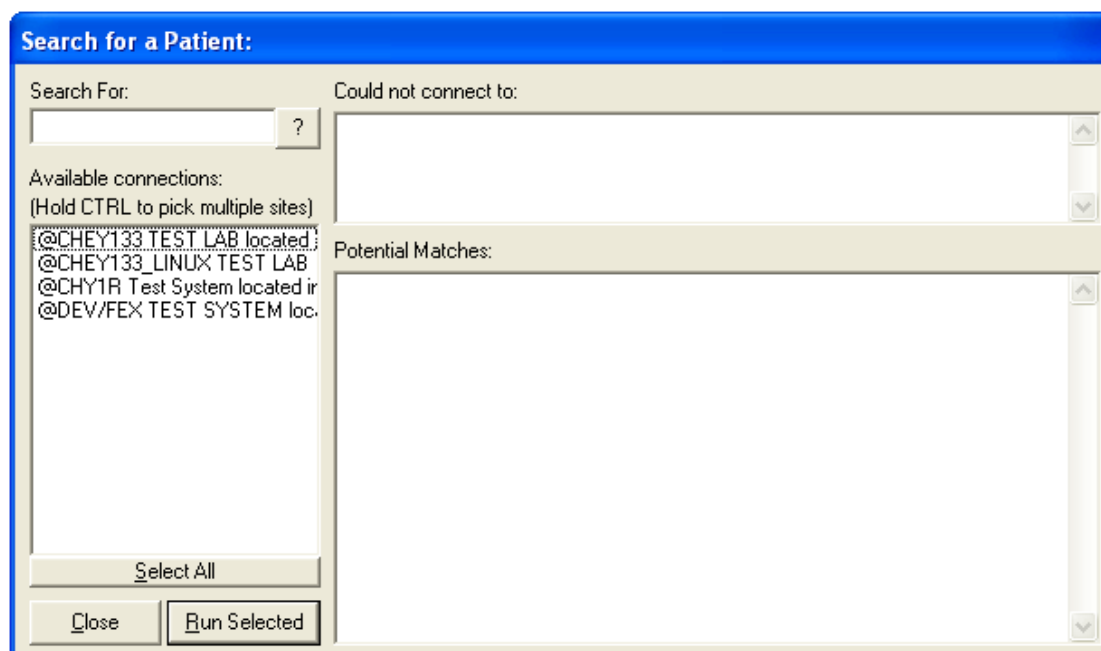 Search for a Patient:
Search For:
?
Available connections:
(Hold CTRL to pick multiple sites)
@CHEY133 TEST LAB located
@CHEY133_LINUX TEST LAB
@CHY1R Test System located in
@DEV/FEX TEST SYSTEM loc
Select All
Close
Run Selected
Could not connect to:
Potential Matches: